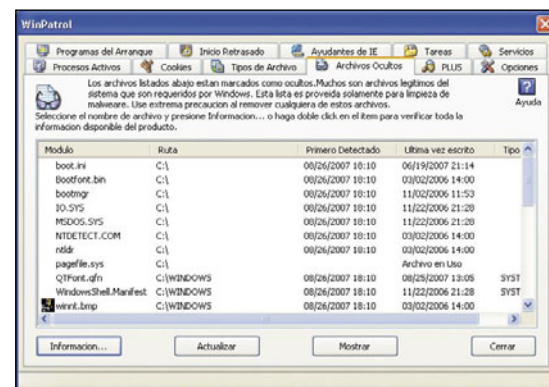 WinPatrol
Programas del Arranque Inicio Retrasado Ayudantes de IE Tareas Servicios
Procesos Activos Cookies Tipos de Archivo Archivos Ocultos PLUS Opciones
Los archivos listados abajo estan marcados como ocultos.Muchos son archivos legitimos del
sistema que son requeridos por Windows. Esta lista es proveida solamente para limpieza de
malware. Use extrema precaucion al remover cualquiera de estos archivos.
Ayuda
Seleccione el nombre de archivo y presione Informacion... o haga doble click en el item para verificar toda la
informacion disponible del producto.
Modulo Ruta Primero Detectado Ultima vez escrito Tipo
boot.ini C:\ 08/26/2007 18:10 06/19/2007 21:14
Bootfont.bin C:\ 08/26/2007 18:10 03/02/2006 14:00
bootmgr C:\ 08/26/2007 18:10 11/02/2006 11:53
IO.SYS C:\ 08/26/2007 18:10 11/22/2006 21:28
MSDOS.SYS C:\ 08/26/2007 18:10 11/22/2006 21:28
NTDETECT.COM C:\ 08/26/2007 18:10 03/02/2006 14:00
ntldr C:\ 08/26/2007 18:10 03/02/2006 14:00
pagefile.sys C:\ Archivo en Uso
QTFont.qfn C:\WINDOWS 08/26/2007 18:10 08/25/2007 13:05 SYST
WindowsShell.Manifest C:\WINDOWS 08/26/2007 18:10 11/22/2006 21:28 SYST
winnt.bmp C:\WINDOWS 08/26/2007 18:10 03/02/2006 14:00
Informacion... Actualizar Mostrar Cerrar